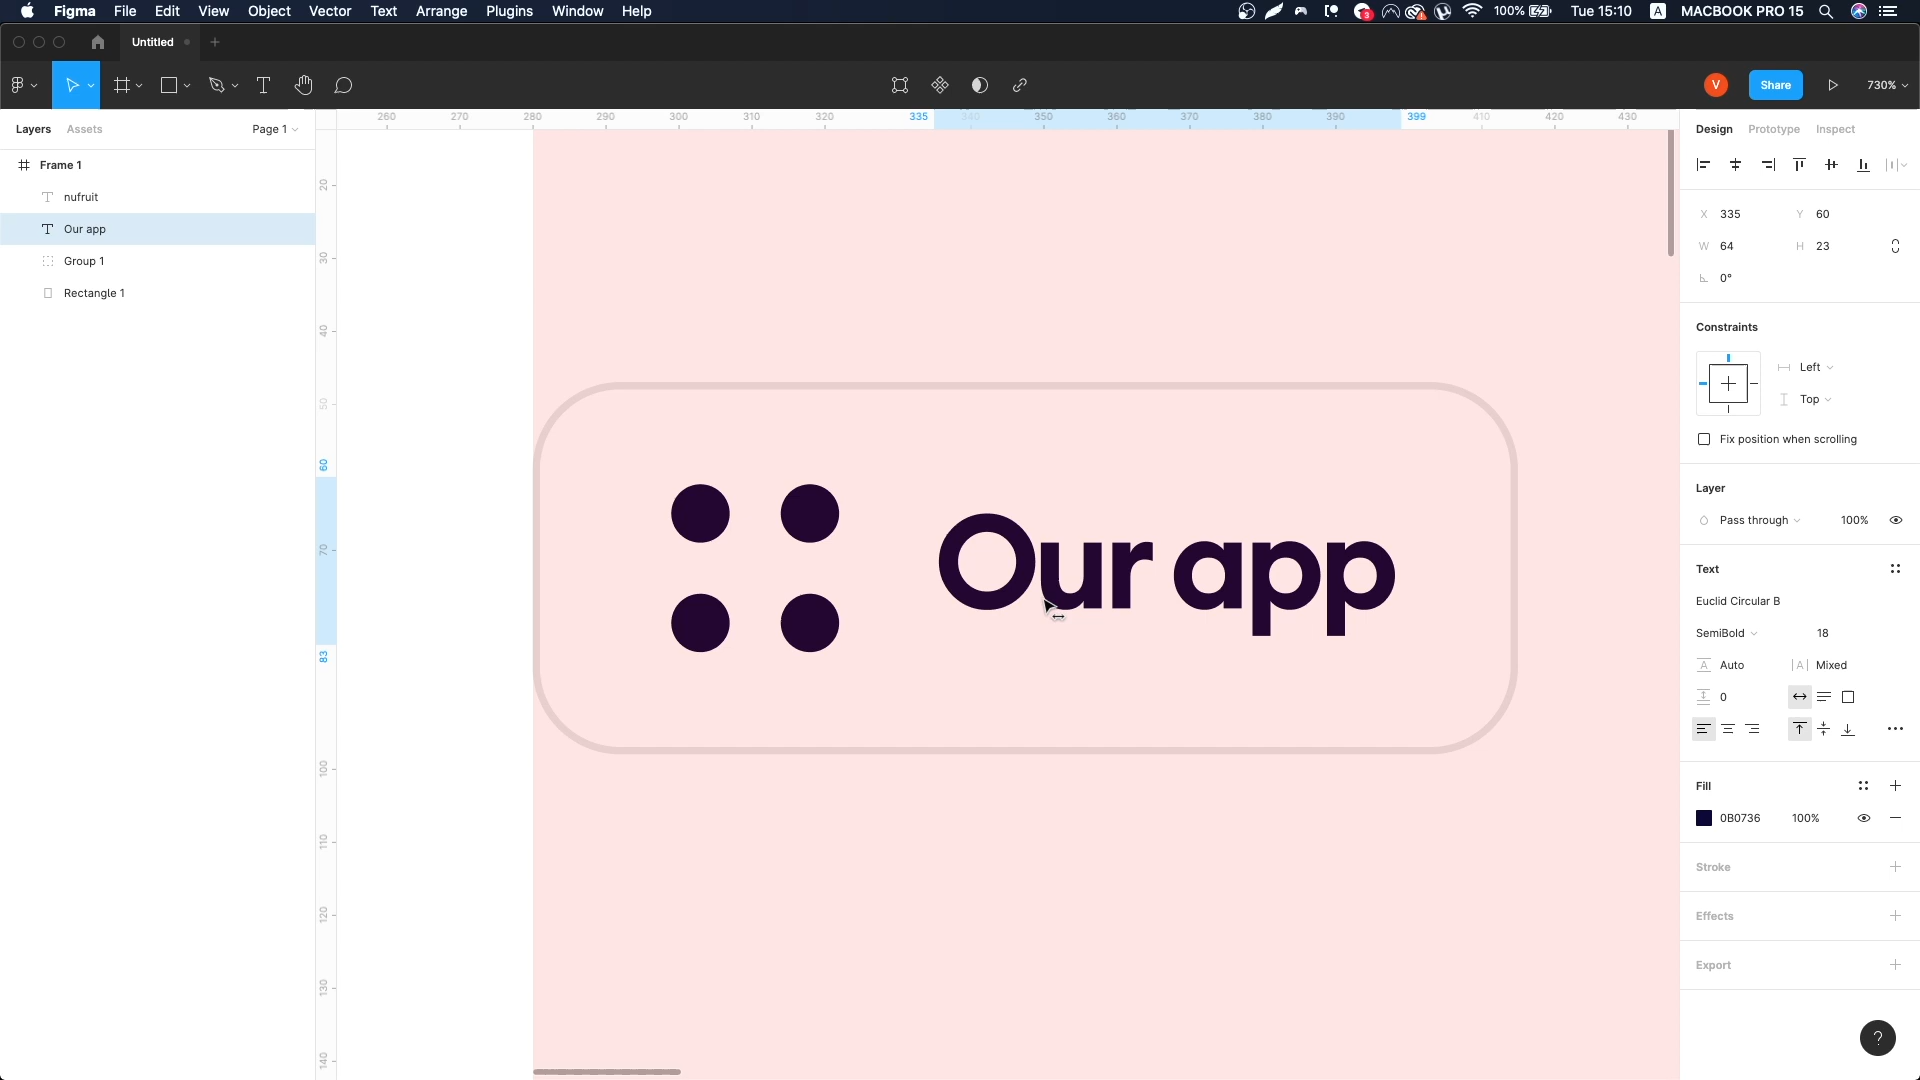 Figma File Edit View Object Vector Text Arrange Plugins Window Help 3 100% Tue 15:10 A MACBOOK PRO 15
Untitled
T V Share 730%
Layers Assets Page 1
260 270 280 290 300 310 320 335 340 350 360 370 380 390 399 410 420 430
Design Prototype Inspect
Frame 1
nufruit
Our app
Group 1
Rectangle 1
20
30
40
50
60
70
83
100
110
120
130
140
Our app
X 335 Y 60
W 64 H 23
0°
Constraints
Left
Top
Fix position when scrolling
Layer
Pass through 100%
Text
Euclid Circular B
SemiBold 18
A Auto |A| Mixed
0
Fill
0B0736 100%
Stroke
Effects
Export
?